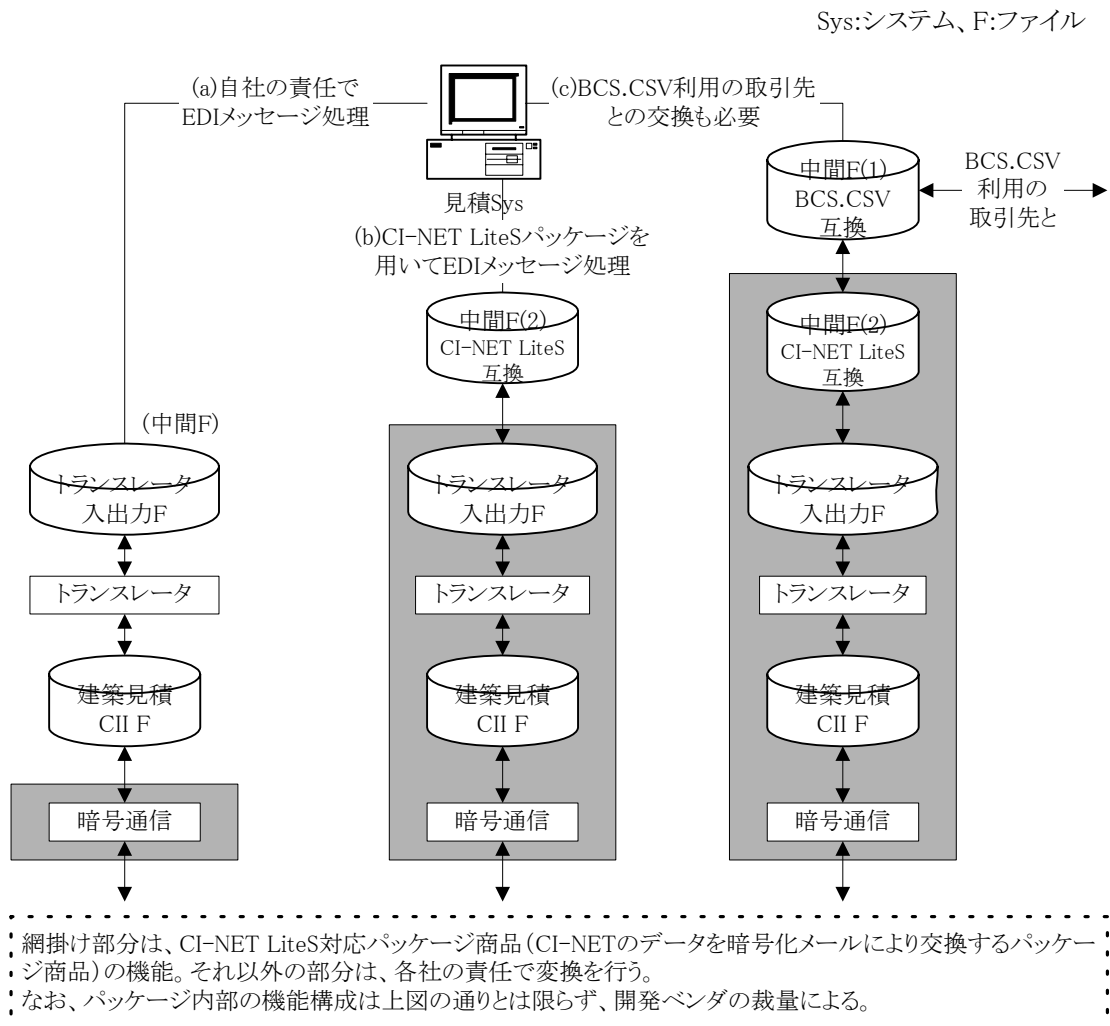 Sys:システム、F:ファイル
(a)自社の責任で
EDIメッセージ処理
(c)BCS.CSV利用の取引先
との交換も必要
見積Sys
中間F(1)
BCS.CSV
互換
BCS.CSV
利用の
取引先と
(b)CI-NET LiteSパッケージを
用いてEDIメッセージ処理
中間F(2)
CI-NET LiteS
互換
中間F(2)
CI-NET LiteS
互換
(中間F)
トランスレータ
入出力F
トランスレータ
入出力F
トランスレータ
入出力F
トランスレータ
トランスレータ
トランスレータ
建築見積
CII F
建築見積
CII F
建築見積
CII F
暗号通信
暗号通信
暗号通信
網掛け部分は、CI-NET LiteS対応パッケージ商品(CI-NETのデータを暗号化メールにより交換するパッケー
ジ商品)の機能。それ以外の部分は、各社の責任で変換を行う。
なお、パッケージ内部の機能構成は上図の通りとは限らず、開発ベンダの裁量による。